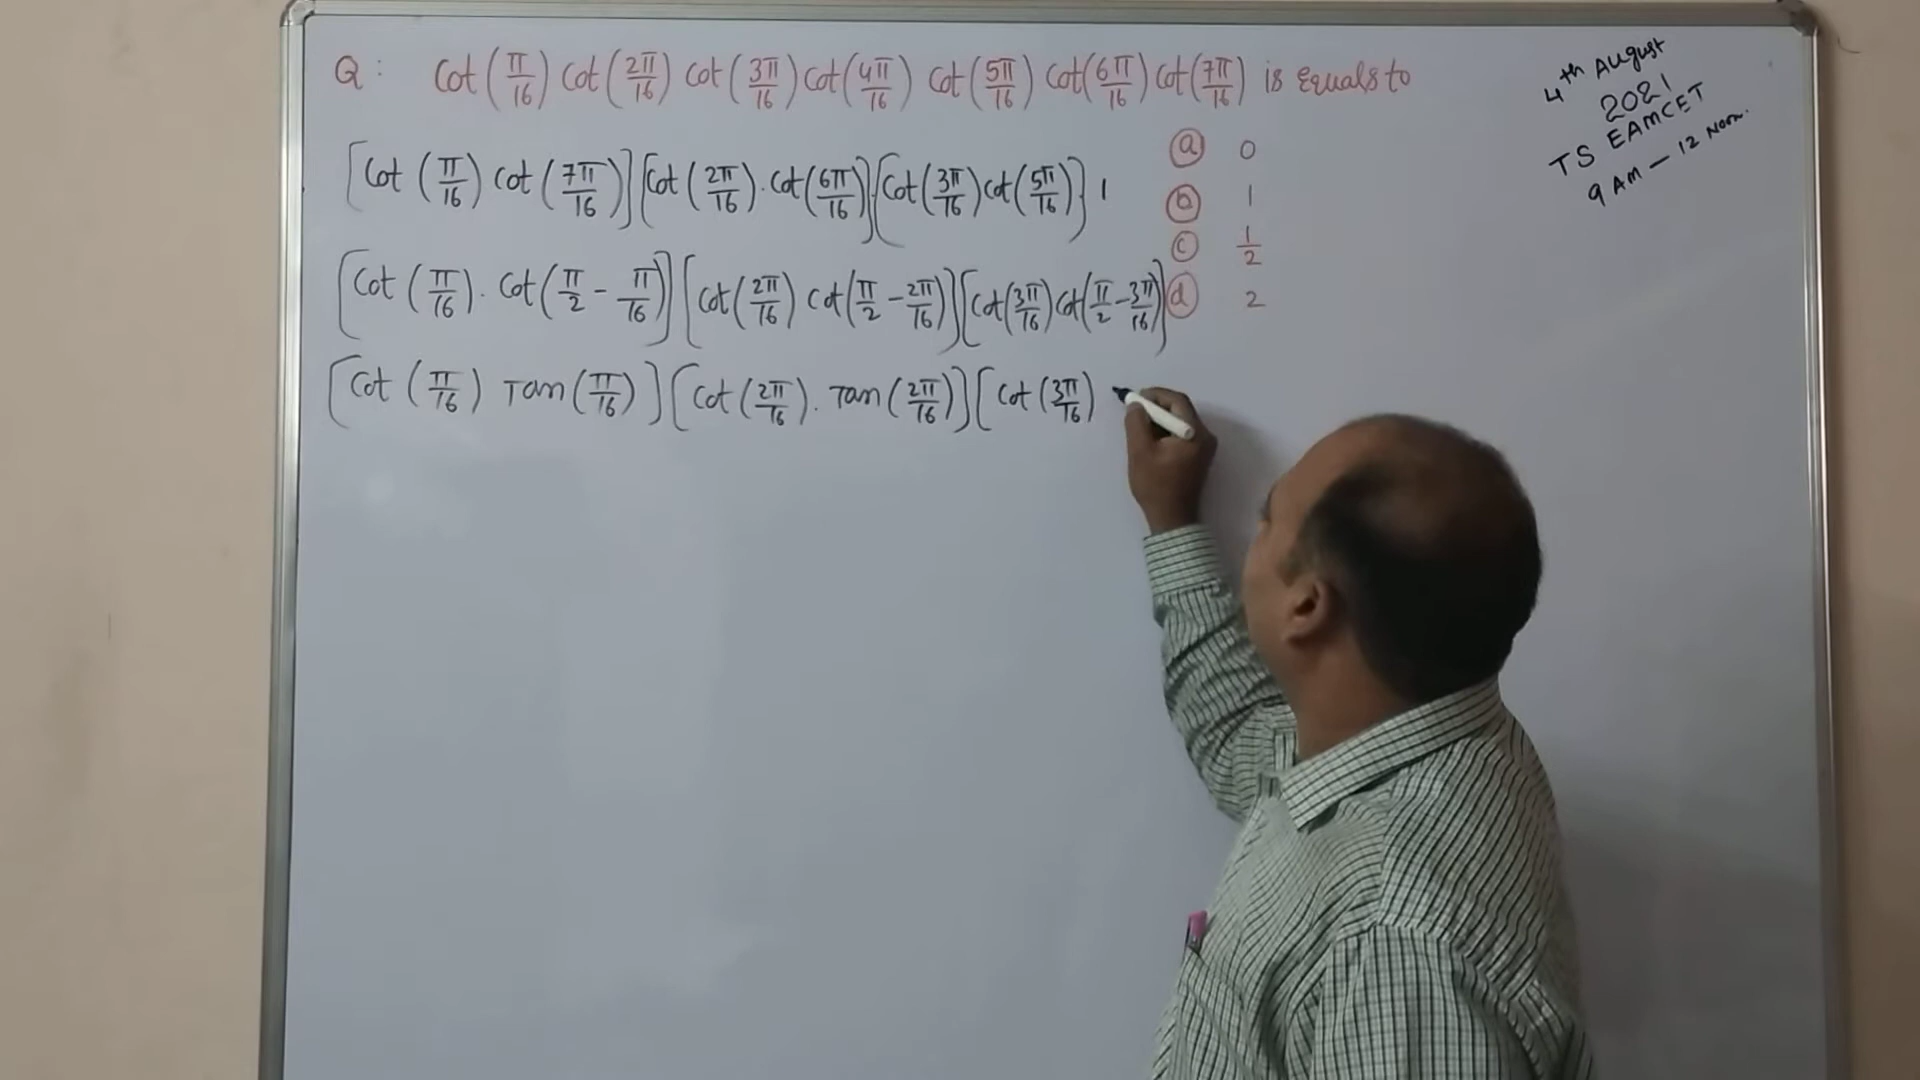 Q : Cot(π/16) Cot(2π/16) Cot(3π/16) Cot(4π/16) Cot(5π/16) Cot(6π/16) Cot(7π/16) is Equals to
4th August
2021
TS EAMCET
9 AM - 12 Noon.
[Cot (π/16) Cot (7π/16)] [Cot (2π/16) . Cot (6π/16)] [Cot (3π/16) Cot (5π/16)] 1
(a) 0
(b) 1
(c) 1/2
(d) 2
[Cot (π/16) . Cot (π/2 - π/16)] [Cot (2π/16) Cot (π/2 - 2π/16)] [Cot (3π/16) Cot (π/2 - 3π/16)]
[Cot (π/16) Tan (π/16)] [Cot (2π/16) . Tan (2π/16)] [Cot (3π/16)